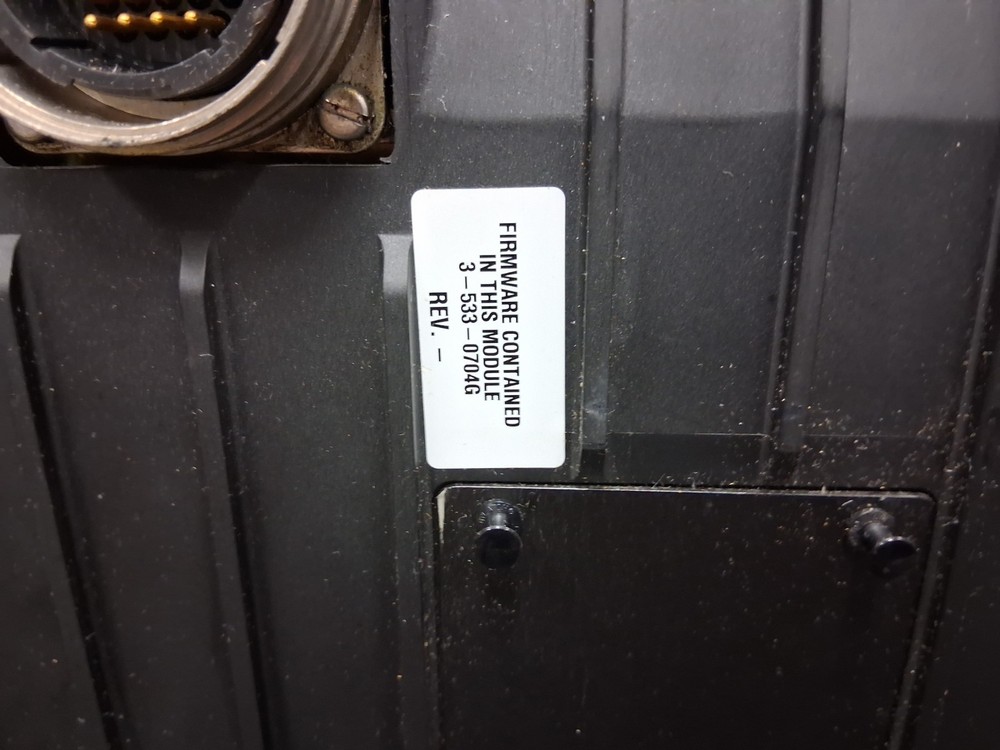 FIRMWARE CONTAINED
IN THIS MODULE
3-533-0704G
REV. -